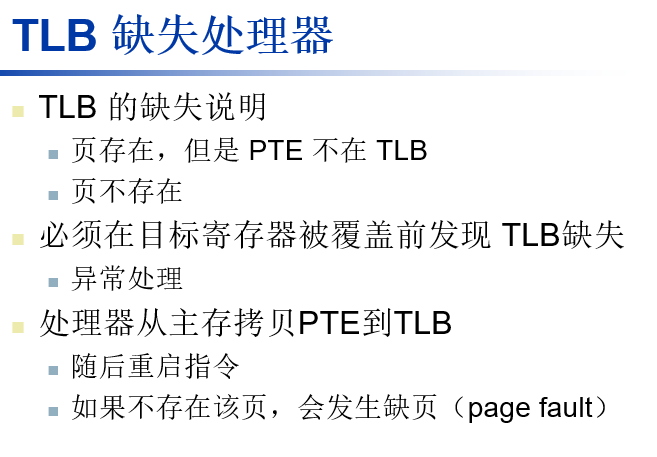 TLB 缺失处理器
TLB 的缺失说明
页存在，但是 PTE 不在 TLB
页不存在
必须在目标寄存器被覆盖前发现 TLB缺失
异常处理
处理器从主存拷贝PTE到TLB
随后重启指令
如果不存在该页，会发生缺页（page fault）